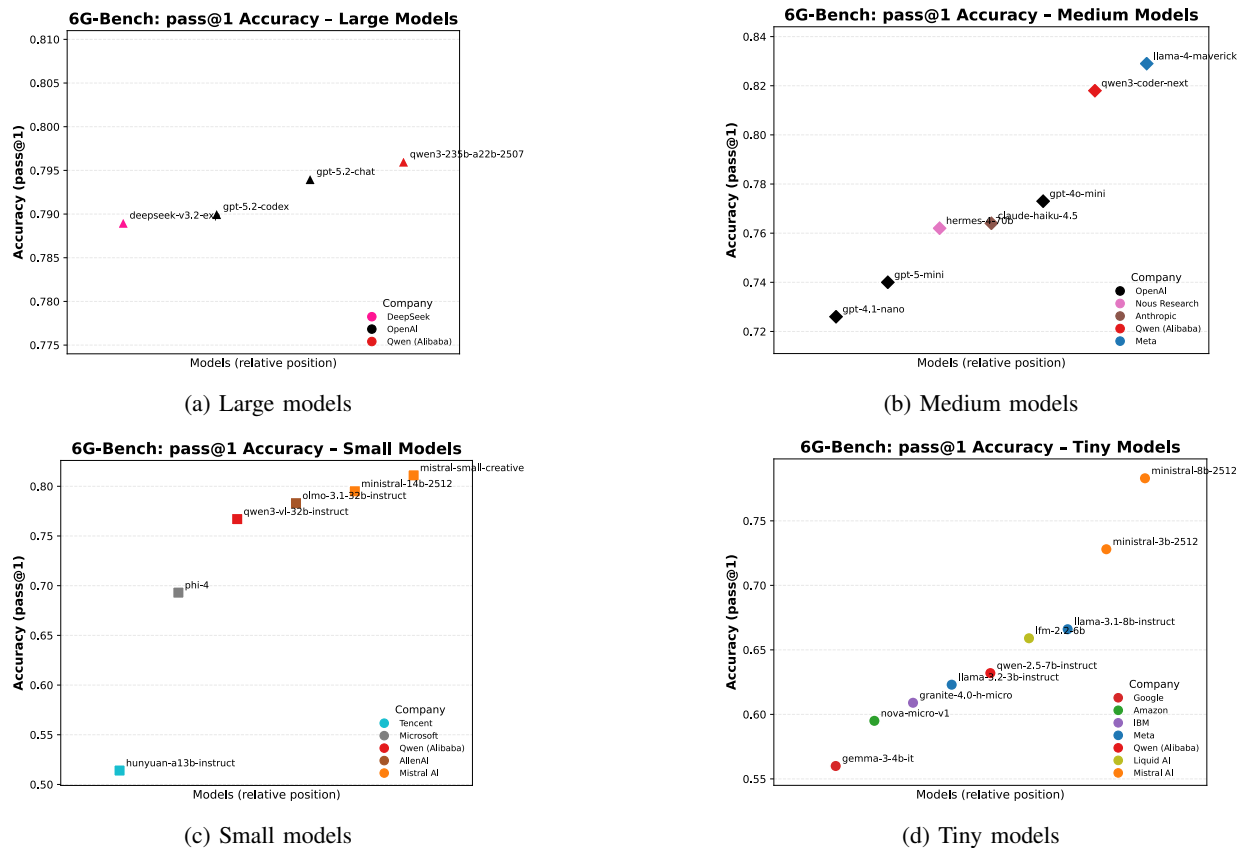 6G-Bench: pass@1 Accuracy – Large Models
0.810
0.805
0.800
0.795
0.790
0.785
0.780
0.775
Accuracy (pass@1)
qwen3-235b-a22b-2507
gpt-5.2-chat
gpt-5.2-codex
deepseek-v3.2-ex
Company
DeepSeek
OpenAI
Qwen (Alibaba)
Models (relative position)
(a) Large models
6G-Bench: pass@1 Accuracy – Medium Models
0.84
0.82
0.80
0.78
0.76
0.74
0.72
Accuracy (pass@1)
llama-4-maverick
qwen3-coder-next
gpt-4o-mini
claude-haiku-4.5
hermes-4-70b
gpt-5-mini
gpt-4.1-nano
Company
OpenAI
Nous Research
Anthropic
Qwen (Alibaba)
Meta
Models (relative position)
(b) Medium models
6G-Bench: pass@1 Accuracy – Small Models
0.80
0.75
0.70
0.65
0.60
0.55
0.50
Accuracy (pass@1)
mistral-small-creative
ministral-14b-2512
olmo-3.1-32b-instruct
qwen3-vl-32b-instruct
phi-4
hunyuan-a13b-instruct
Company
Tencent
Microsoft
Qwen (Alibaba)
AllenAI
Mistral AI
Models (relative position)
(c) Small models
6G-Bench: pass@1 Accuracy – Tiny Models
0.75
0.70
0.65
0.60
0.55
Accuracy (pass@1)
ministral-8b-2512
ministral-3b-2512
llama-3.1-8b-instruct
lfm-2.2-6b
qwen-2.5-7b-instruct
llama-3.2-3b-instruct
granite-4.0-h-micro
nova-micro-v1
gemma-3-4b-it
Company
Google
Amazon
IBM
Meta
Qwen (Alibaba)
Liquid AI
Mistral AI
Models (relative position)
(d) Tiny models